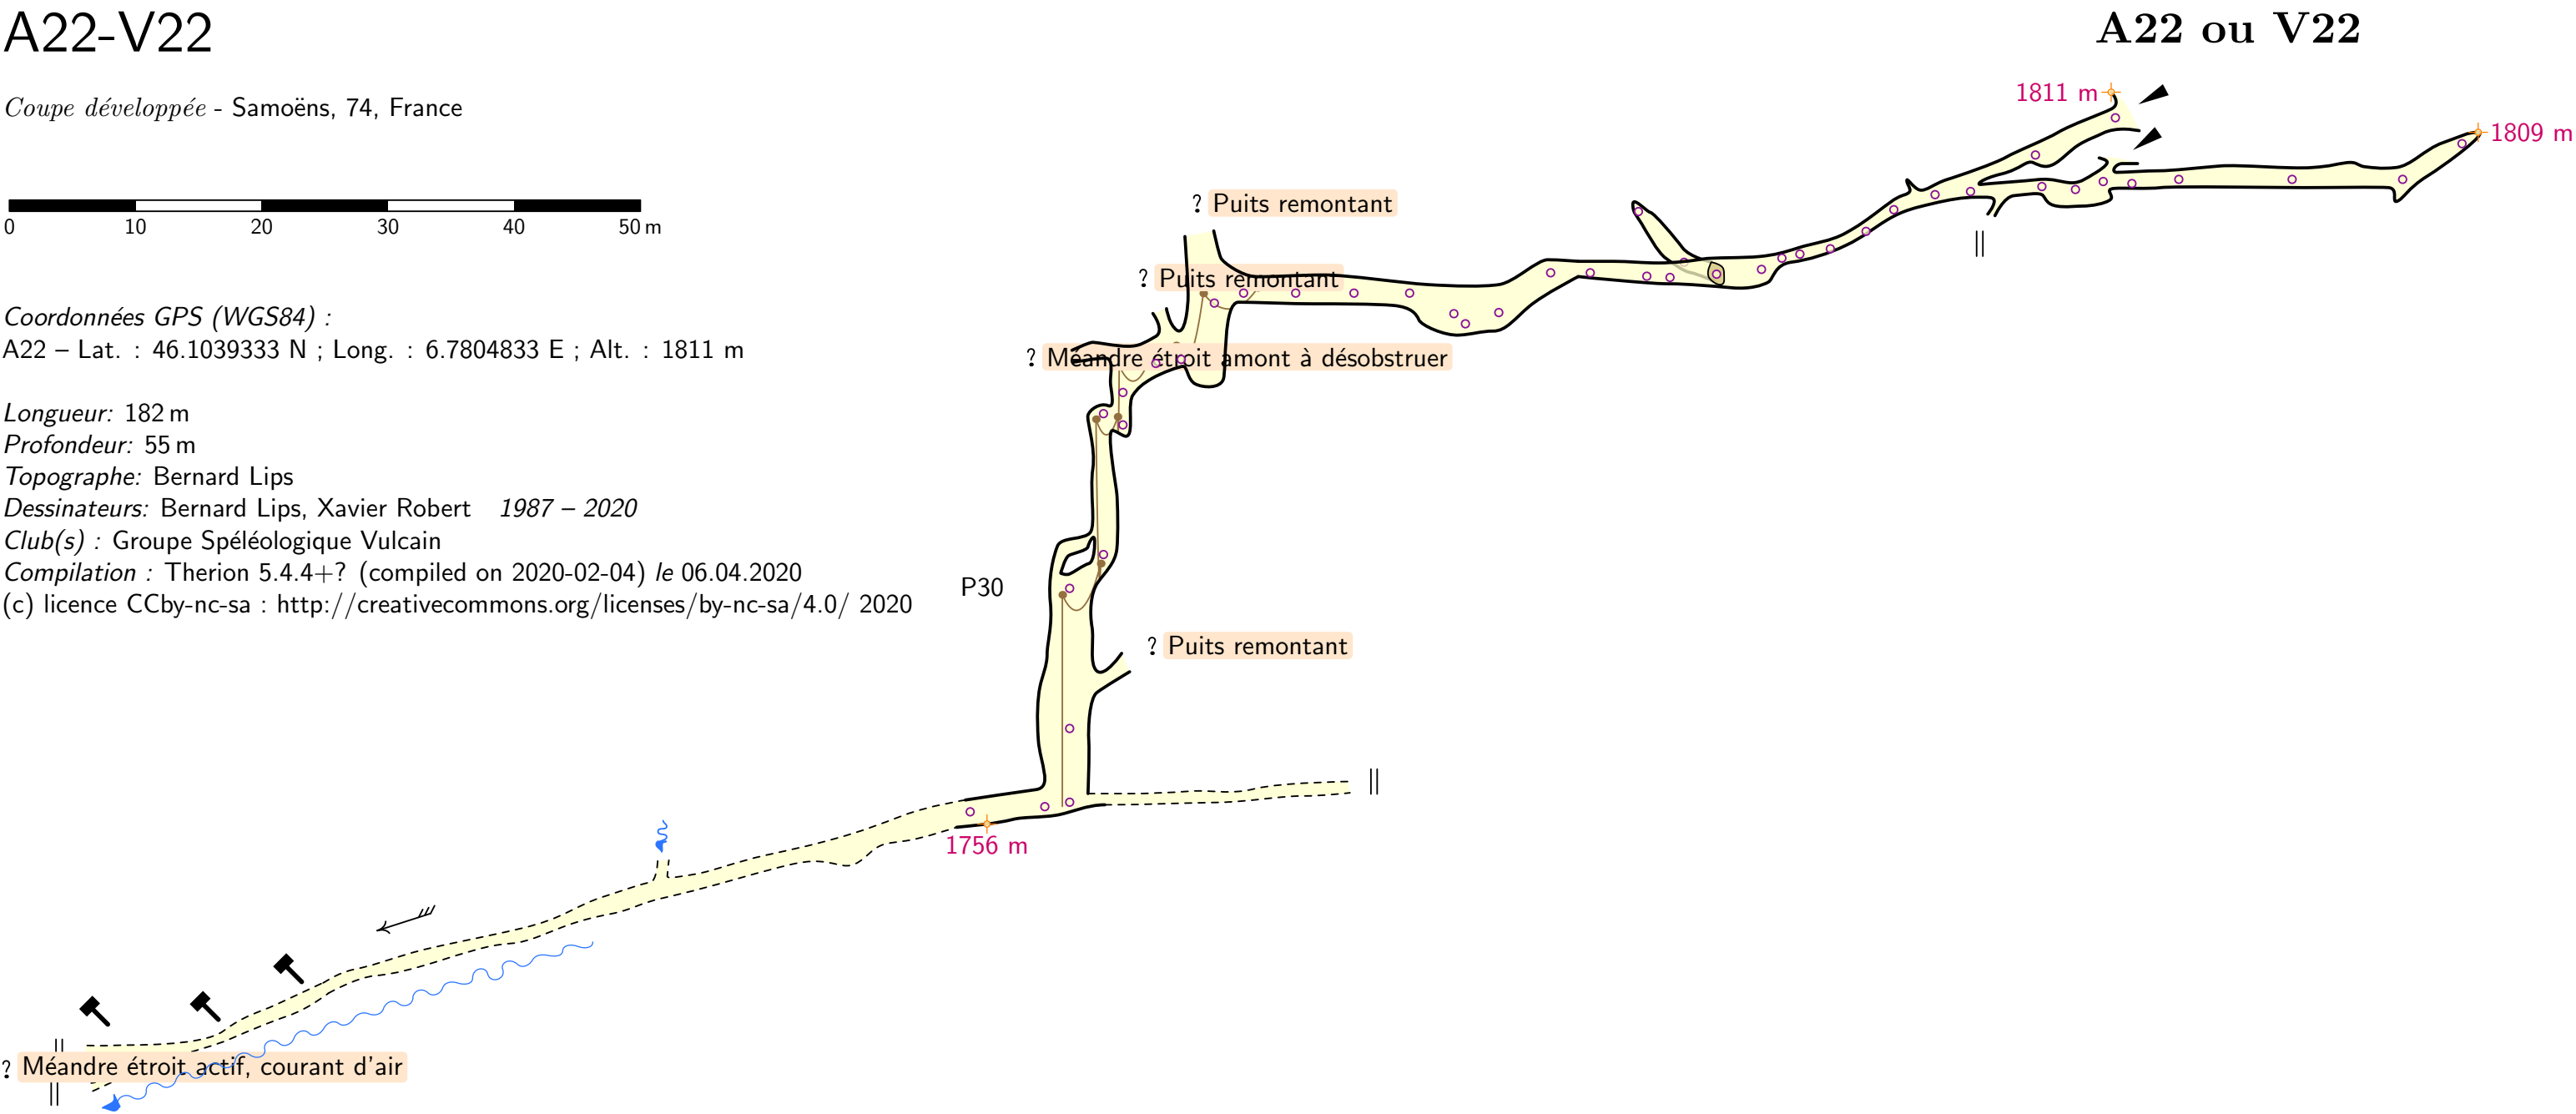 A22-V22
A22 ou V22
Coupe développée - Samoëns, 74, France
1811 m
1809 m
0 10 20 30 40 50 m
? Puits remontant
? Puits remontant
Coordonnées GPS (WGS84) :
A22 – Lat. : 46.1039333 N ; Long. : 6.7804833 E ; Alt. : 1811 m
? Méandre étroit amont à désobstruer
Longueur: 182 m
Profondeur: 55 m
Topographe: Bernard Lips
Dessinateurs: Bernard Lips, Xavier Robert 1987 – 2020
Club(s) : Groupe Spéléologique Vulcain
Compilation : Therion 5.4.4+? (compiled on 2020-02-04) le 06.04.2020
(c) licence CCby-nc-sa : http://creativecommons.org/licenses/by-nc-sa/4.0/ 2020
P30
? Puits remontant
1756 m
? Méandre étroit actif, courant d'air